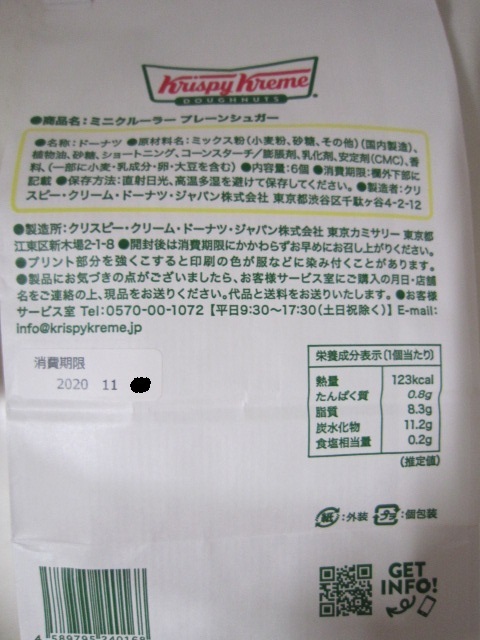 Krispy Kreme
DOUGHNUTS
●商品名：ミニクルーラー プレーンシュガー
●名称：ドーナツ ●原材料名：ミックス粉（小麦粉、砂糖、その他）（国内製造）、
植物油、砂糖、ショートニング、コーンスターチ／膨脹剤、乳化剤、安定剤（CMC）、香
料、（一部に小麦・乳成分・卵・大豆を含む） ●内容量：6個 ●消費期限：欄外下部に
記載 ●保存方法：直射日光、高温多湿を避けて保存してください。 ●製造者：クリ
スピー・クリーム・ドーナツ・ジャパン株式会社 東京都渋谷区千駄ヶ谷4-2-12
●製造所：クリスピー・クリーム・ドーナツ・ジャパン株式会社 東京カミサリー 東京都
江東区新木場2-1-8 ●開封後は消費期限にかかわらずお早めにお召し上がりください。
●プリント部分を強くこすると印刷の色が服などに染み付くことがあります。
●製品にお気づきの点がございましたら、お客様サービス室にご購入の月日・店舗
名をご連絡の上、現品をお送りください。代品と送料をお送りいたします。 ●お客様
サービス室 Tel：0570-00-1072【平日9:30〜17:30（土日祝除く）】E-mail：
info@krispykreme.jp
消費期限
2020 11
栄養成分表示（1個当たり）
熱量 123kcal
たんぱく質 0.8g
脂質 8.3g
炭水化物 11.2g
食塩相当量 0.2g
（推定値）
紙：外装 プラ：個包装
GET
INFO!
4 589795 340168